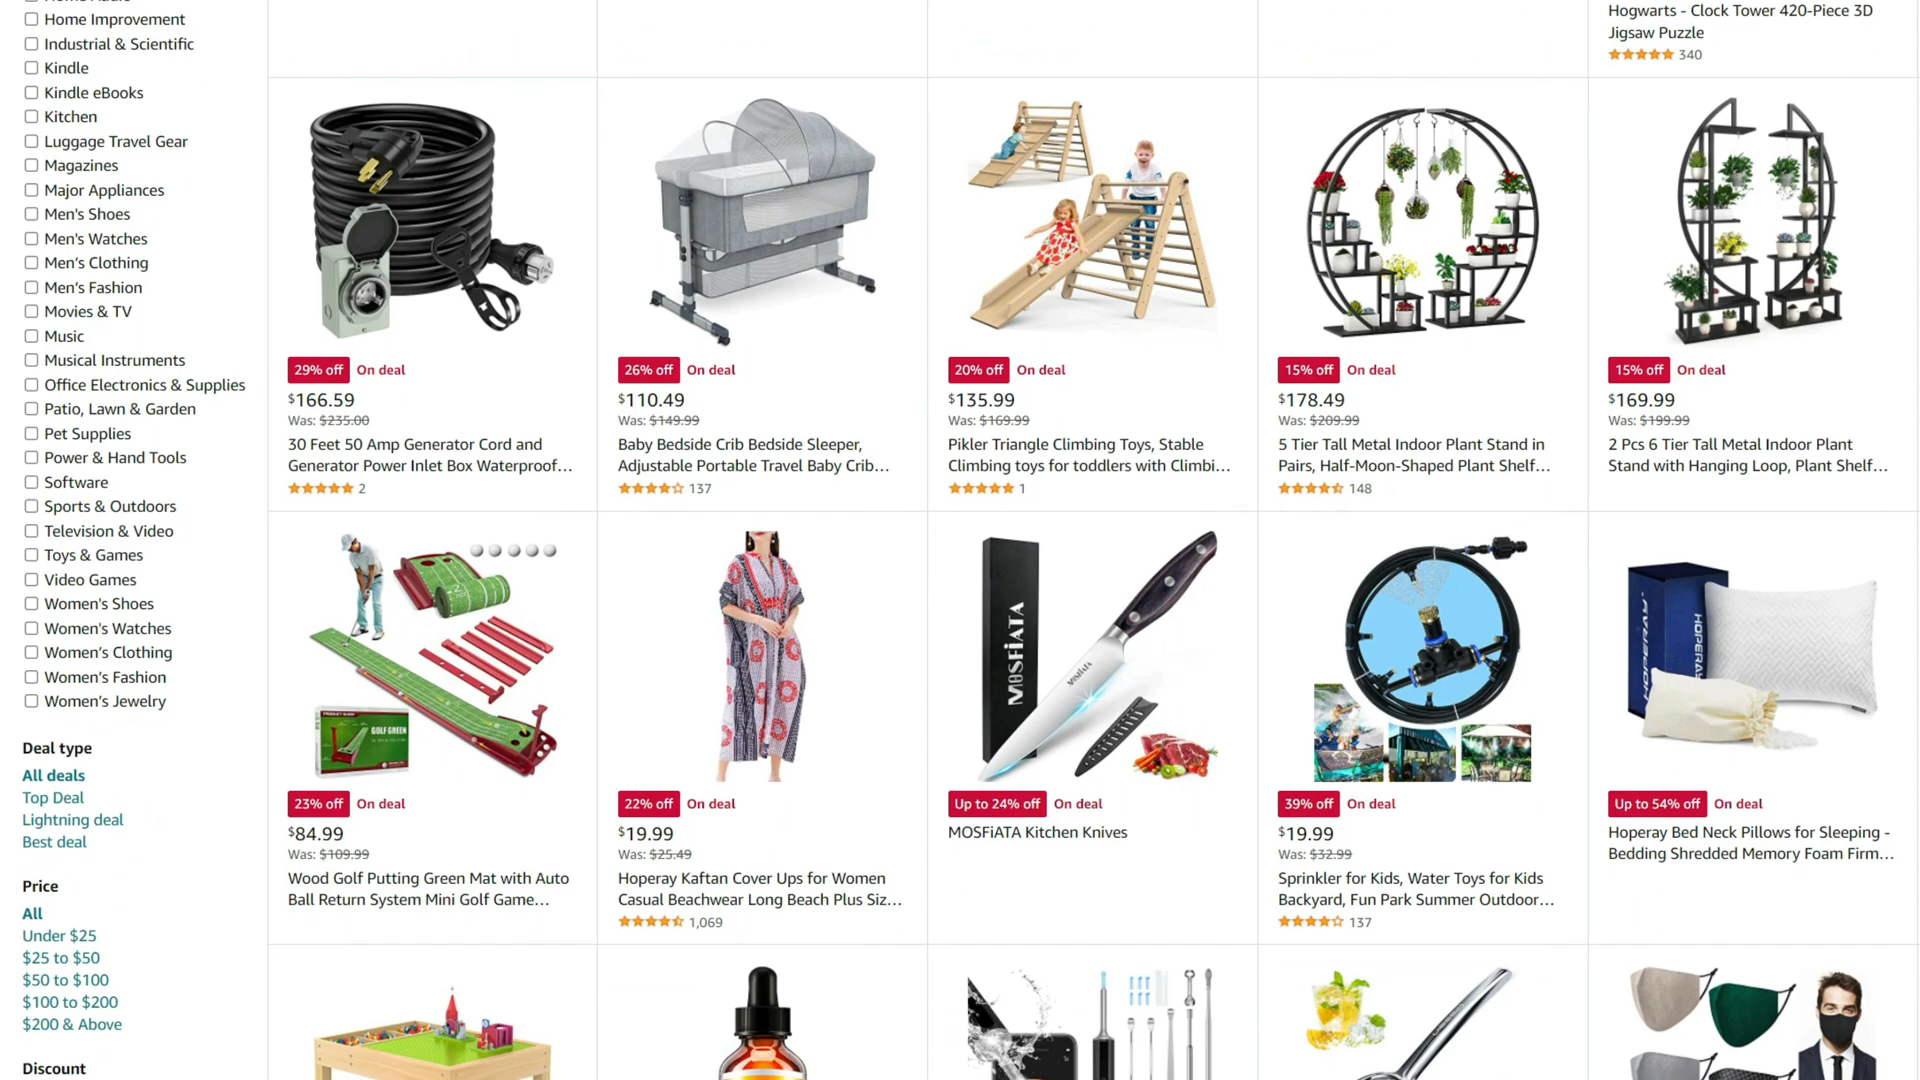 Home Improvement
Industrial & Scientific
Kindle
Kindle eBooks
Kitchen
Luggage Travel Gear
Magazines
Major Appliances
Men's Shoes
Men's Watches
Men's Clothing
Men's Fashion
Movies & TV
Music
Musical Instruments
Office Electronics & Supplies
Patio, Lawn & Garden
Pet Supplies
Power & Hand Tools
Software
Sports & Outdoors
Television & Video
Toys & Games
Video Games
Women's Shoes
Women's Watches
Women's Clothing
Women's Fashion
Women's Jewelry
Deal type
All deals
Top Deal
Lightning deal
Best deal
Price
All
Under $25
$25 to $50
$50 to $100
$100 to $200
$200 & Above
Discount
Hogwarts - Clock Tower 420-Piece 3D
Jigsaw Puzzle
340
29% off On deal
$166.59
Was: $235.00
30 Feet 50 Amp Generator Cord and
Generator Power Inlet Box Waterproof...
2
26% off On deal
$110.49
Was: $149.99
Baby Bedside Crib Bedside Sleeper,
Adjustable Portable Travel Baby Crib...
137
20% off On deal
$135.99
Was: $169.99
Pikler Triangle Climbing Toys, Stable
Climbing toys for toddlers with Climbi...
1
15% off On deal
$178.49
Was: $209.99
5 Tier Tall Metal Indoor Plant Stand in
Pairs, Half-Moon-Shaped Plant Shelf...
148
15% off On deal
$169.99
Was: $199.99
2 Pcs 6 Tier Tall Metal Indoor Plant
Stand with Hanging Loop, Plant Shelf...
GOLF GREEN
23% off On deal
$84.99
Was: $109.99
Wood Golf Putting Green Mat with Auto
Ball Return System Mini Golf Game...
22% off On deal
$19.99
Was: $25.49
Hoperay Kaftan Cover Ups for Women
Casual Beachwear Long Beach Plus Siz...
1,069
MOSFiATA
MOSFiATA
Up to 24% off On deal
MOSFiATA Kitchen Knives
39% off On deal
$19.99
Was: $32.99
Sprinkler for Kids, Water Toys for Kids
Backyard, Fun Park Summer Outdoor...
137
HOPERAY
Up to 54% off On deal
Hoperay Bed Neck Pillows for Sleeping -
Bedding Shredded Memory Foam Firm...